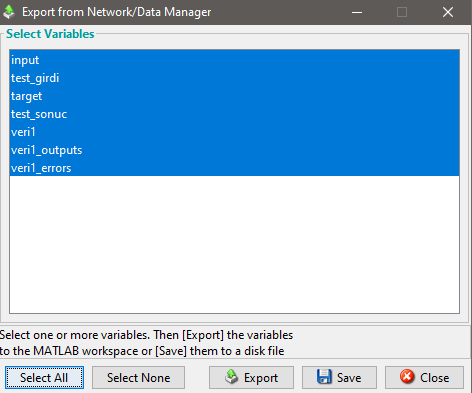 Export from Network/Data Manager
Select Variables
input
test_girdi
target
test_sonuc
veri1
veri1_outputs
veri1_errors
Select one or more variables. Then [Export] the variables
to the MATLAB workspace or [Save] them to a disk file
Select All Select None Export Save Close